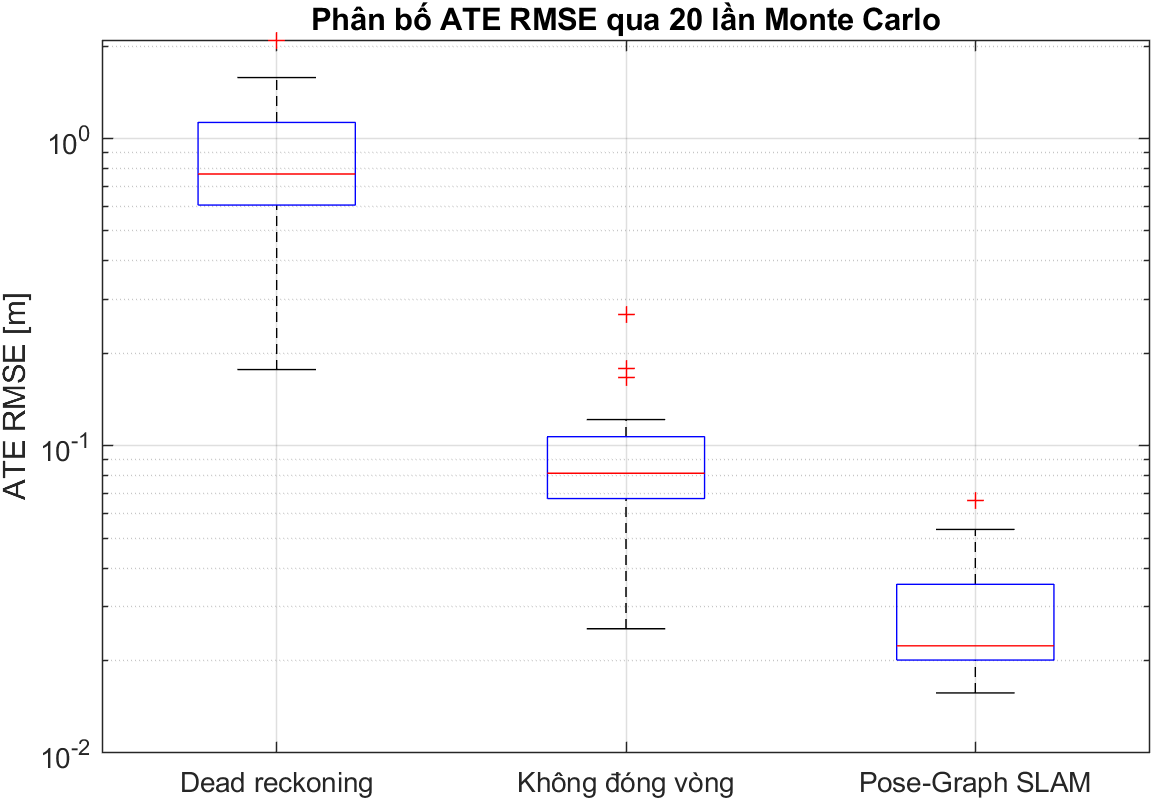 Phân bố ATE RMSE qua 20 lần Monte Carlo
ATE RMSE [m]
10^0
10^-1
10^-2
Dead reckoning
Không đóng vòng
Pose-Graph SLAM